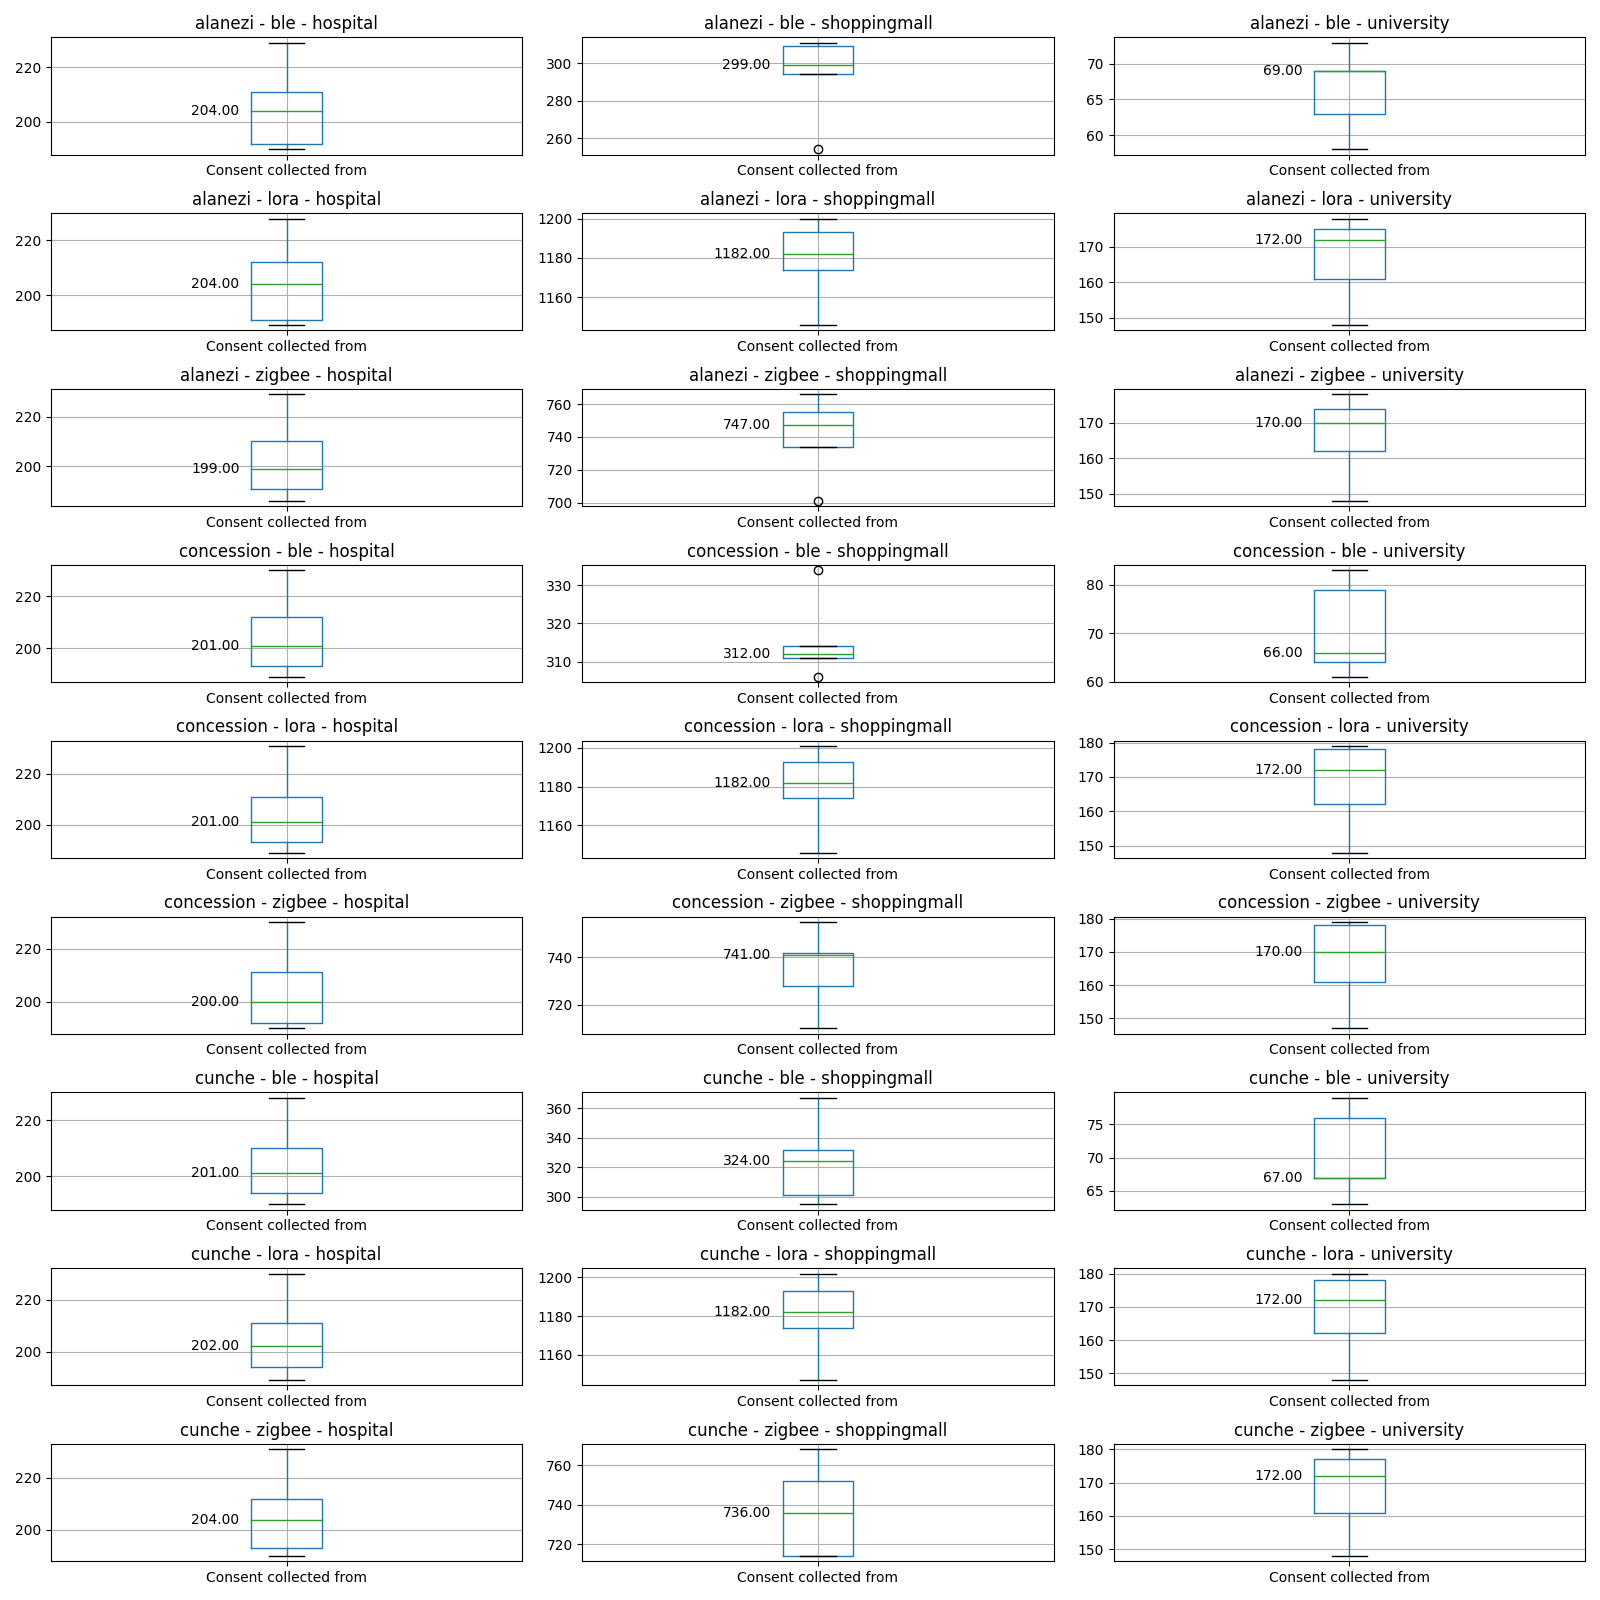 alanezi - ble - hospital
220
204.00
200
Consent collected from
alanezi - ble - shoppingmall
300
299.00
280
260
Consent collected from
alanezi - ble - university
70
69.00
65
60
Consent collected from
alanezi - lora - hospital
220
204.00
200
Consent collected from
alanezi - lora - shoppingmall
1200
1182.00
1180
1160
Consent collected from
alanezi - lora - university
172.00
170
160
150
Consent collected from
alanezi - zigbee - hospital
220
200
199.00
Consent collected from
alanezi - zigbee - shoppingmall
760
747.00
740
720
700
Consent collected from
alanezi - zigbee - university
170
170.00
160
150
Consent collected from
concession - ble - hospital
220
201.00
200
Consent collected from
concession - ble - shoppingmall
330
320
312.00
310
Consent collected from
concession - ble - university
80
70
66.00
60
Consent collected from
concession - lora - hospital
220
201.00
200
Consent collected from
concession - lora - shoppingmall
1200
1182.00
1180
1160
Consent collected from
concession - lora - university
180
172.00
170
160
150
Consent collected from
concession - zigbee - hospital
220
200
200.00
Consent collected from
concession - zigbee - shoppingmall
741.00
740
720
Consent collected from
concession - zigbee - university
180
170
170.00
160
150
Consent collected from
cunche - ble - hospital
220
201.00
200
Consent collected from
cunche - ble - shoppingmall
360
340
324.00
320
300
Consent collected from
cunche - ble - university
75
70
67.00
65
Consent collected from
cunche - lora - hospital
220
202.00
200
Consent collected from
cunche - lora - shoppingmall
1200
1182.00
1180
1160
Consent collected from
cunche - lora - university
180
172.00
170
160
150
Consent collected from
cunche - zigbee - hospital
220
204.00
200
Consent collected from
cunche - zigbee - shoppingmall
760
740
736.00
720
Consent collected from
cunche - zigbee - university
180
172.00
170
160
150
Consent collected from